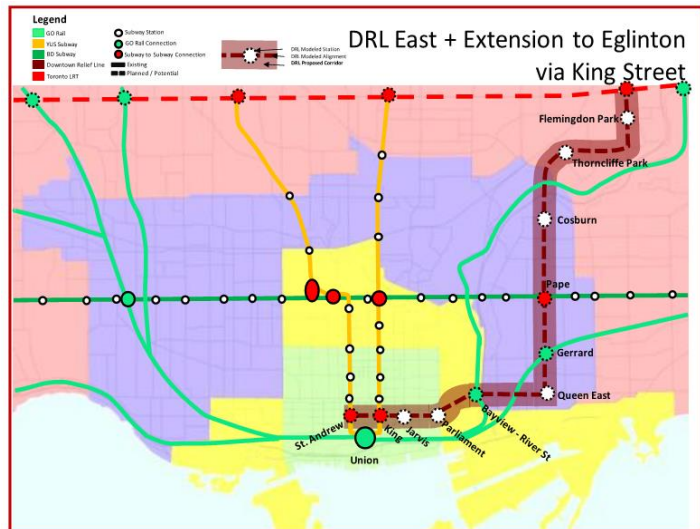 Legend
GO Rail
YUS Subway
BD Subway
Downtown Relief Line
Toronto LRT
Subway Station
GO Rail Connection
Subway to Subway Connection
Existing
Planned / Potential
DRL Modeled Station
DRL Modeled Alignment
DRL Proposed Corridor
DRL East + Extension to Eglinton
via King Street
Flemingdon Park
Thorncliffe Park
Cosburn
Pape
Gerrard
Queen East
St. Andrew
King
Jarvis
Parliament
Bayview - River St
Union